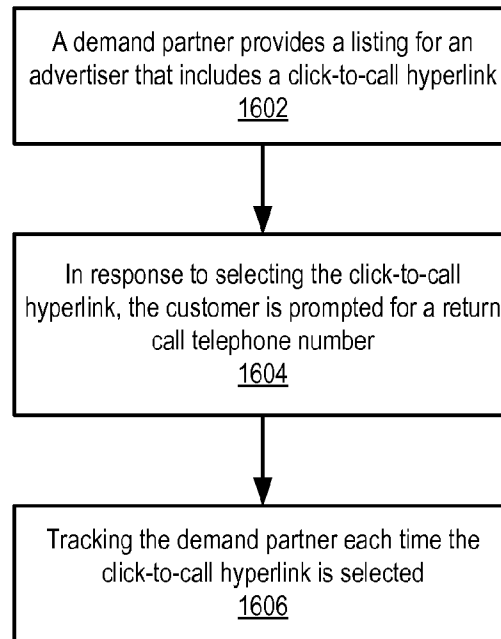 A demand partner provides a listing for an
advertiser that includes a click-to-call hyperlink
1602
In response to selecting the click-to-call
hyperlink, the customer is prompted for a return
call telephone number
1604
Tracking the demand partner each time the
click-to-call hyperlink is selected
1606